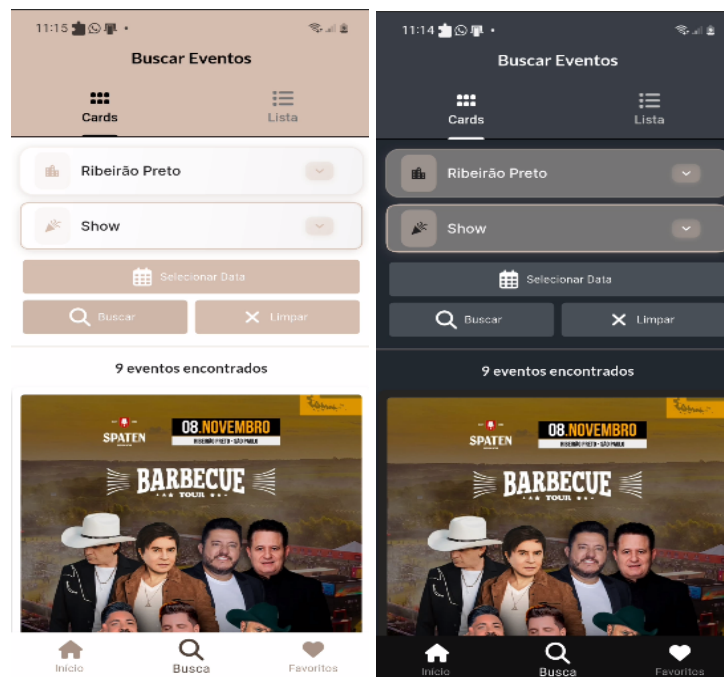 11:15
Buscar Eventos
Cards
Lista
Ribeirão Preto
Show
Selecionar Data
Buscar
Limpar
9 eventos encontrados
SPATEN
08.NOVEMBRO
RIBEIRÃO PRETO - SÃO PAULO
BARBECUE
TOUR
Início
Busca
Favoritos
11:14
Buscar Eventos
Cards
Lista
Ribeirão Preto
Show
Selecionar Data
Buscar
Limpar
9 eventos encontrados
SPATEN
08.NOVEMBRO
RIBEIRÃO PRETO - SÃO PAULO
BARBECUE
TOUR
Início
Busca
Favoritos